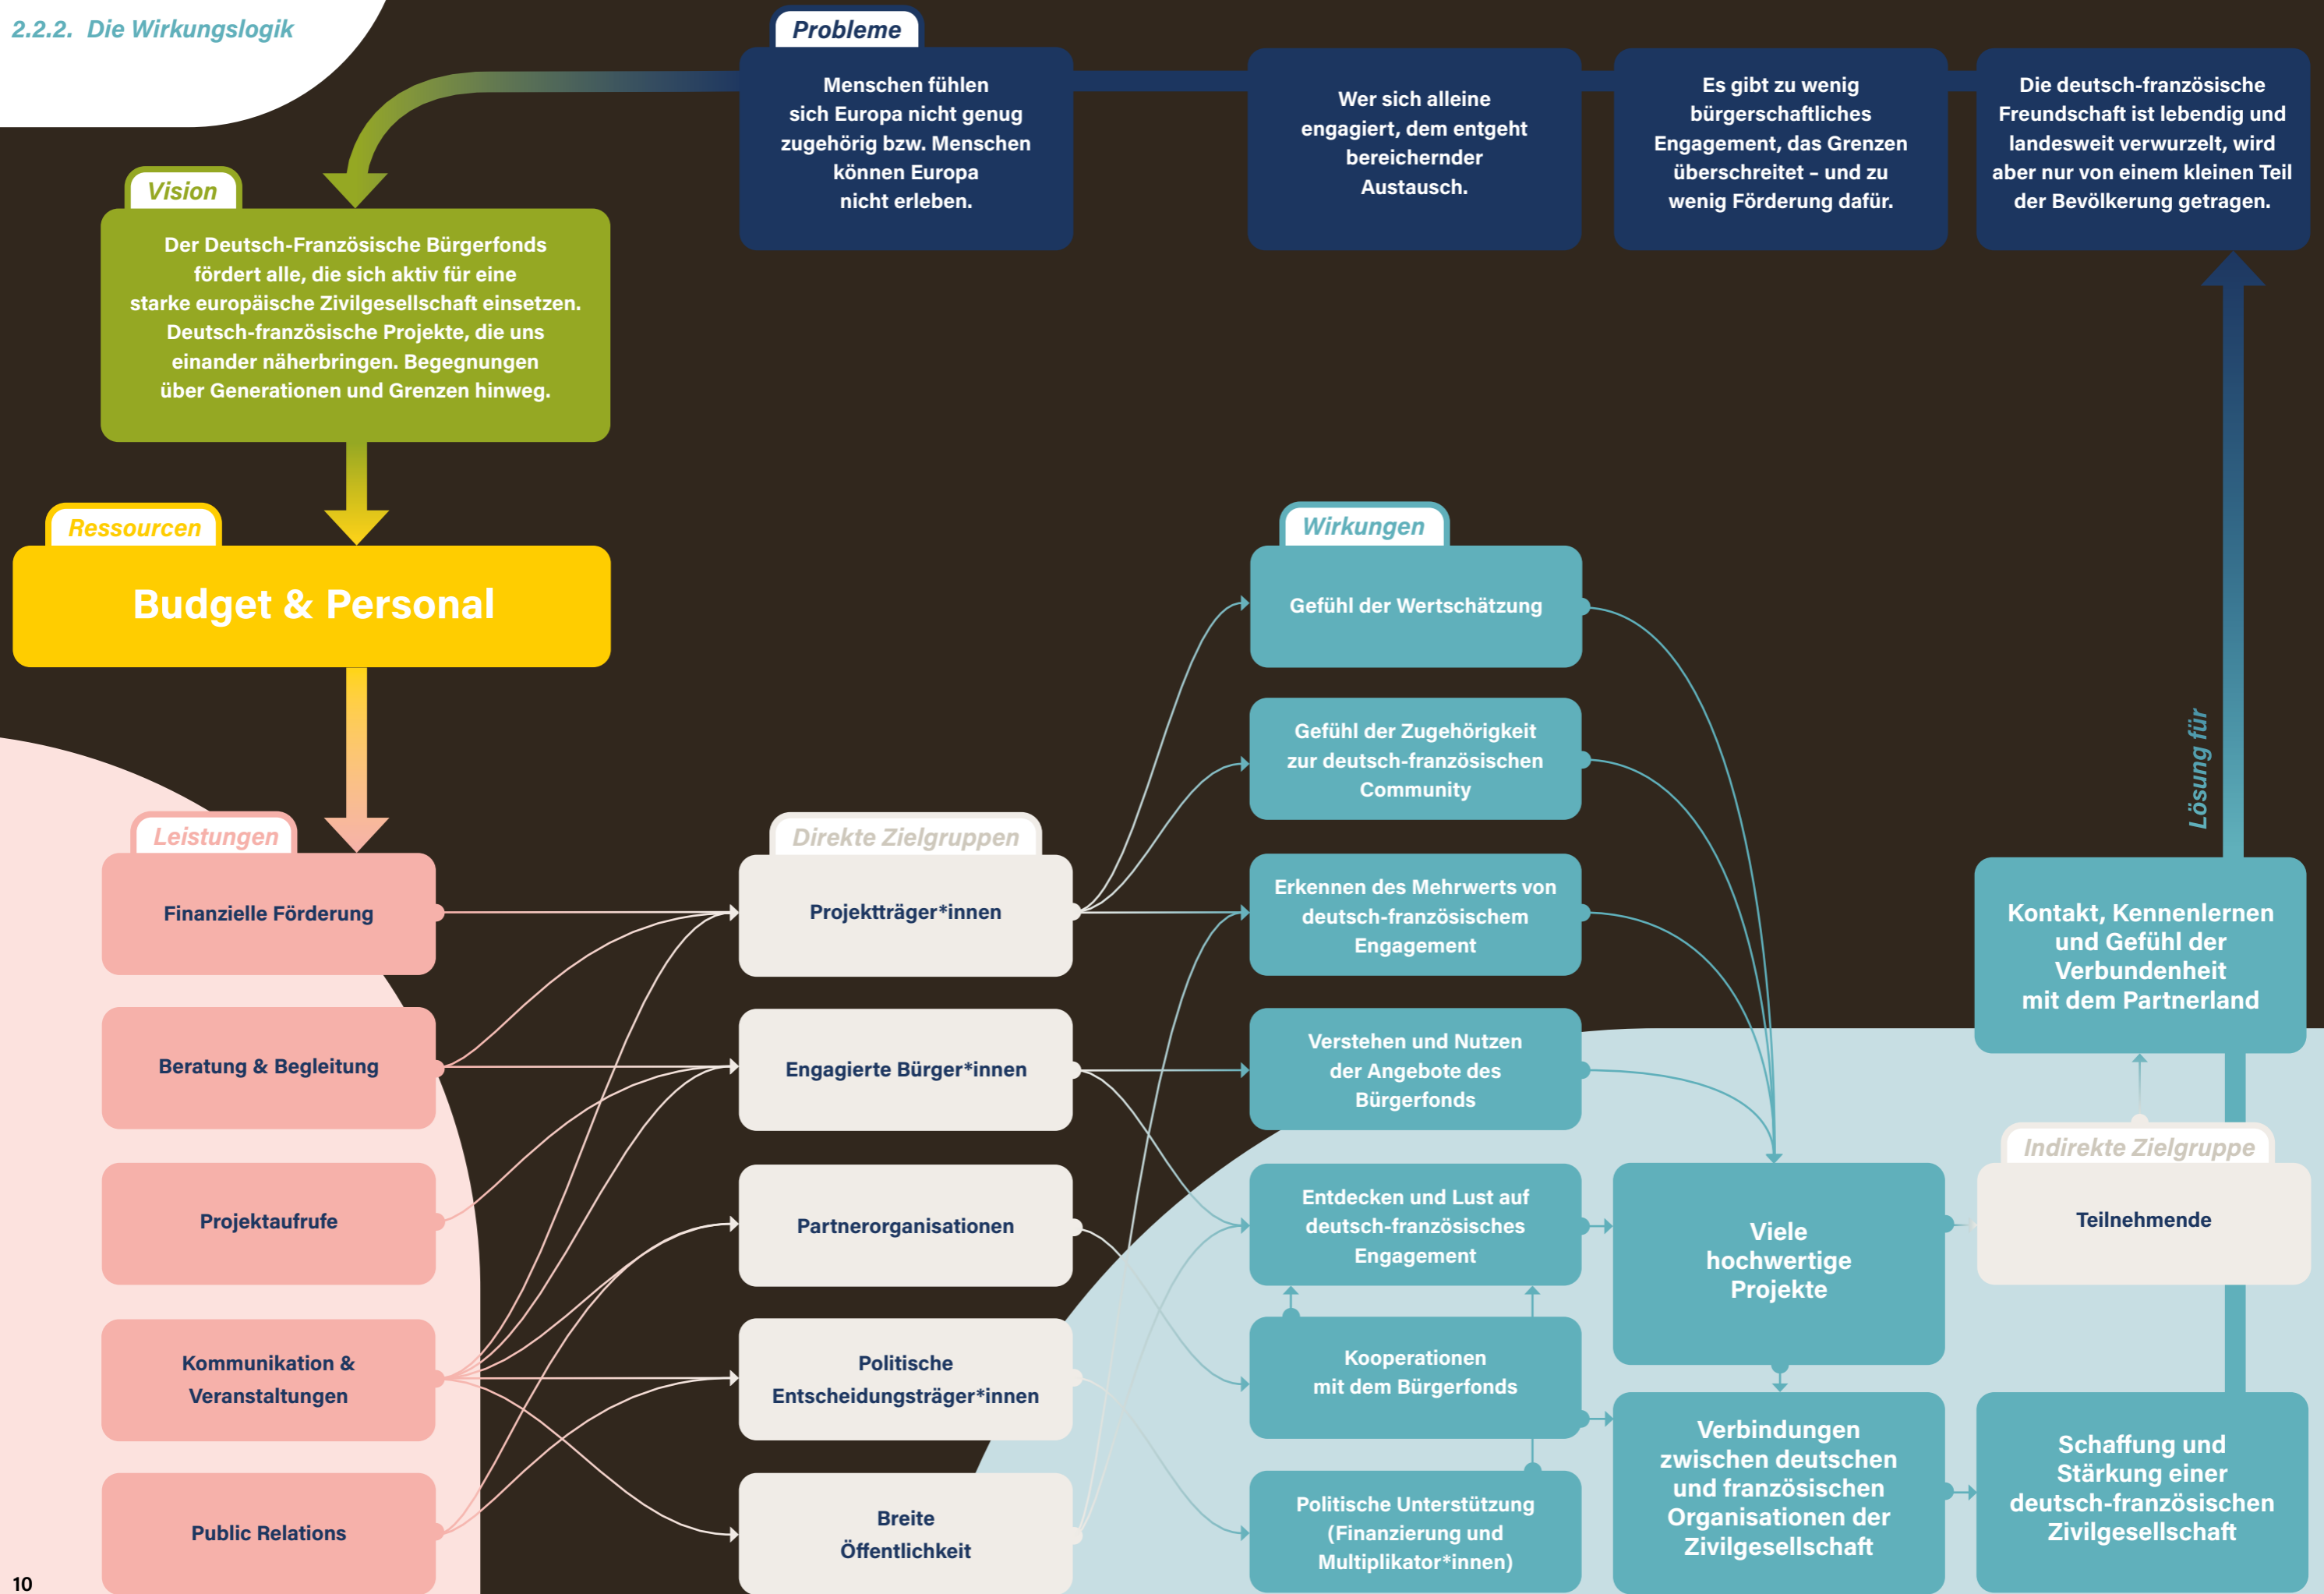 2.2.2. Die Wirkungslogik
Probleme
Menschen fühlen
sich Europa nicht genug
zugehörig bzw. Menschen
können Europa
nicht erleben.
Wer sich alleine
engagiert, dem entgeht
bereichernder
Austausch.
Es gibt zu wenig
bürgerschaftliches
Engagement, das Grenzen
überschreitet – und zu
wenig Förderung dafür.
Die deutsch-französische
Freundschaft ist lebendig und
landesweit verwurzelt, wird
aber nur von einem kleinen Teil
der Bevölkerung getragen.
Vision
Der Deutsch-Französische Bürgerfonds
fördert alle, die sich aktiv für eine
starke europäische Zivilgesellschaft einsetzen.
Deutsch-französische Projekte, die uns
einander näherbringen. Begegnungen
über Generationen und Grenzen hinweg.
Ressourcen
Budget & Personal
Leistungen
Finanzielle Förderung
Beratung & Begleitung
Projektaufrufe
Kommunikation &
Veranstaltungen
Public Relations
Direkte Zielgruppen
Projektträger*innen
Engagierte Bürger*innen
Partnerorganisationen
Politische
Entscheidungsträger*innen
Breite
Öffentlichkeit
Wirkungen
Gefühl der Wertschätzung
Gefühl der Zugehörigkeit
zur deutsch-französischen
Community
Erkennen des Mehrwerts von
deutsch-französischem
Engagement
Verstehen und Nutzen
der Angebote des
Bürgerfonds
Entdecken und Lust auf
deutsch-französisches
Engagement
Kooperationen
mit dem Bürgerfonds
Politische Unterstützung
(Finanzierung und
Multiplikator*innen)
Viele
hochwertige
Projekte
Verbindungen
zwischen deutschen
und französischen
Organisationen der
Zivilgesellschaft
Lösung für
Kontakt, Kennenlernen
und Gefühl der
Verbundenheit
mit dem Partnerland
Indirekte Zielgruppe
Teilnehmende
Schaffung und
Stärkung einer
deutsch-französischen
Zivilgesellschaft
10